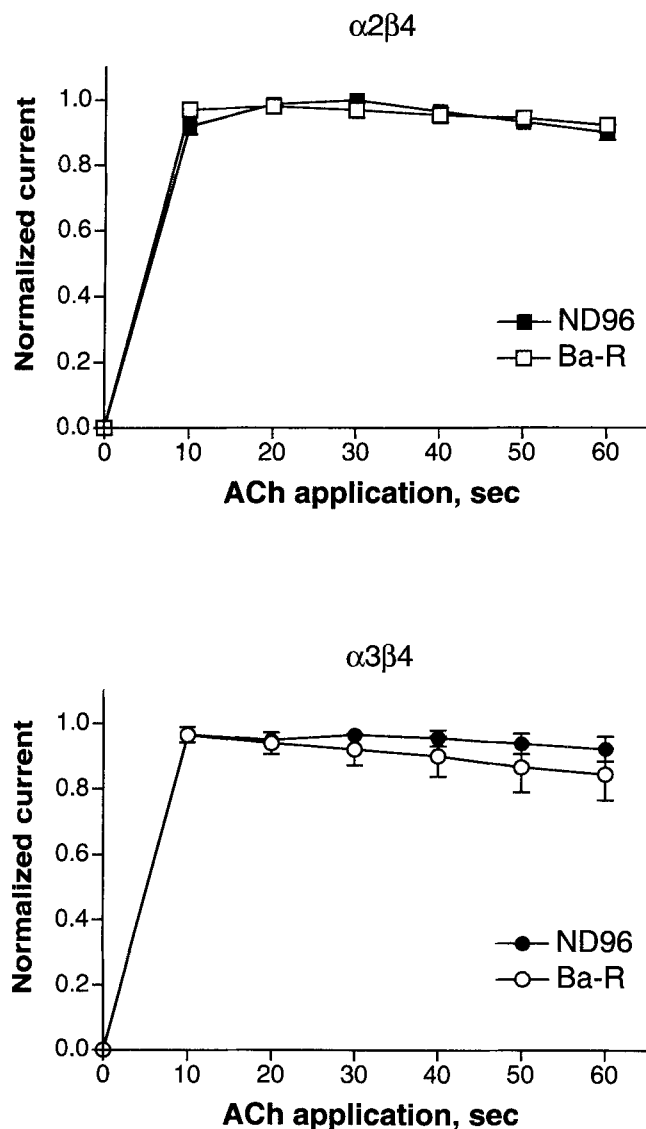 α2β4
Normalized current
1.0
0.8
0.6
0.4
0.2
0.0
ND96
Ba-R
0 10 20 30 40 50 60
ACh application, sec
α3β4
Normalized current
1.0
0.8
0.6
0.4
0.2
0.0
ND96
Ba-R
0 10 20 30 40 50 60
ACh application, sec